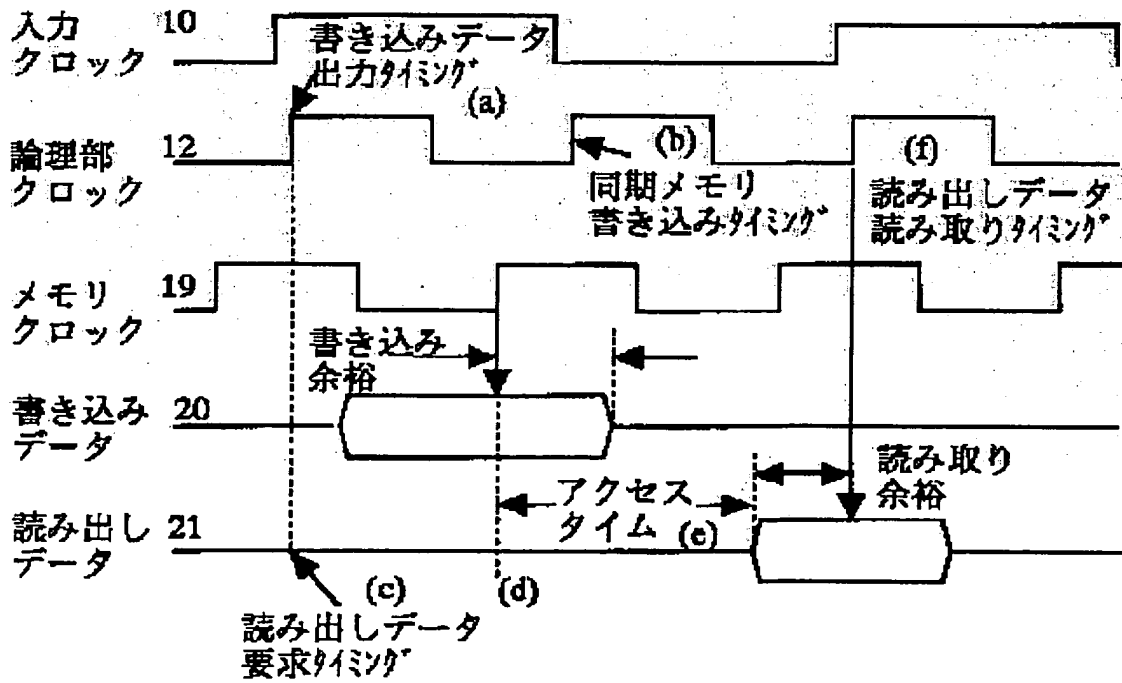 入力 10
クロック
書き込みデータ
出力タイミング
(a)
論理部 12
クロック
(b)
同期メモリ
書き込みタイミング
(f)
読み出しデータ
読み取りタイミング
メモリ 19
クロック
書き込み
余裕
書き込み 20
データ
読み取り
余裕
アクセス
タイム (e)
読み出し 21
データ
(c)
(d)
読み出しデータ
要求タイミング